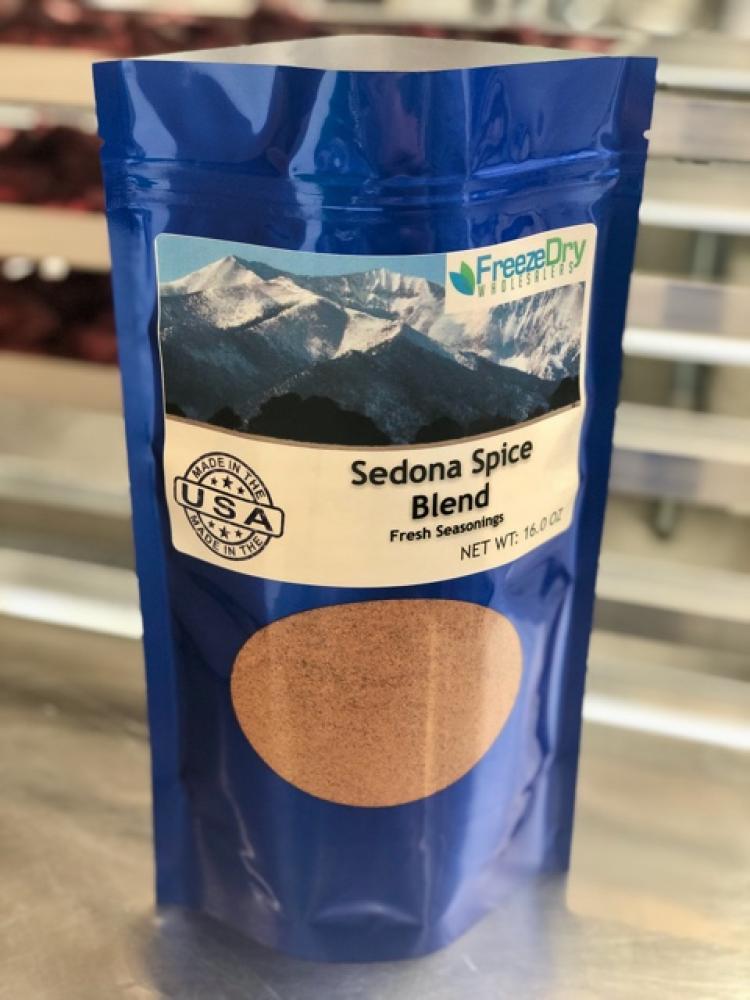 FreezeDry
WHOLESALERS
Sedona Spice
Blend
Fresh Seasonings
NET WT: 16.0 OZ
MADE IN THE
USA
MADE IN THE